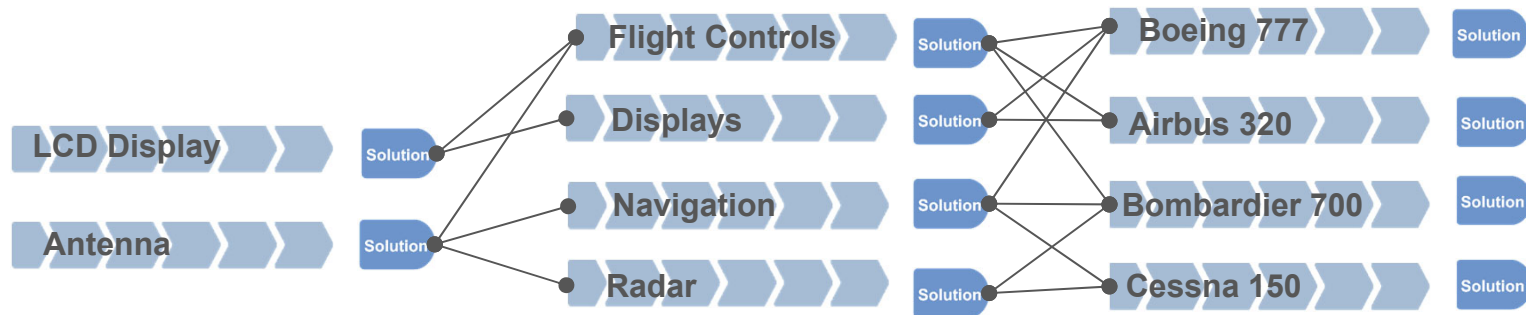 Flight Controls
Solution
Boeing 777
Solution
LCD Display
Solution
Displays
Solution
Airbus 320
Solution
Antenna
Solution
Navigation
Solution
Bombardier 700
Solution
Radar
Solution
Cessna 150
Solution